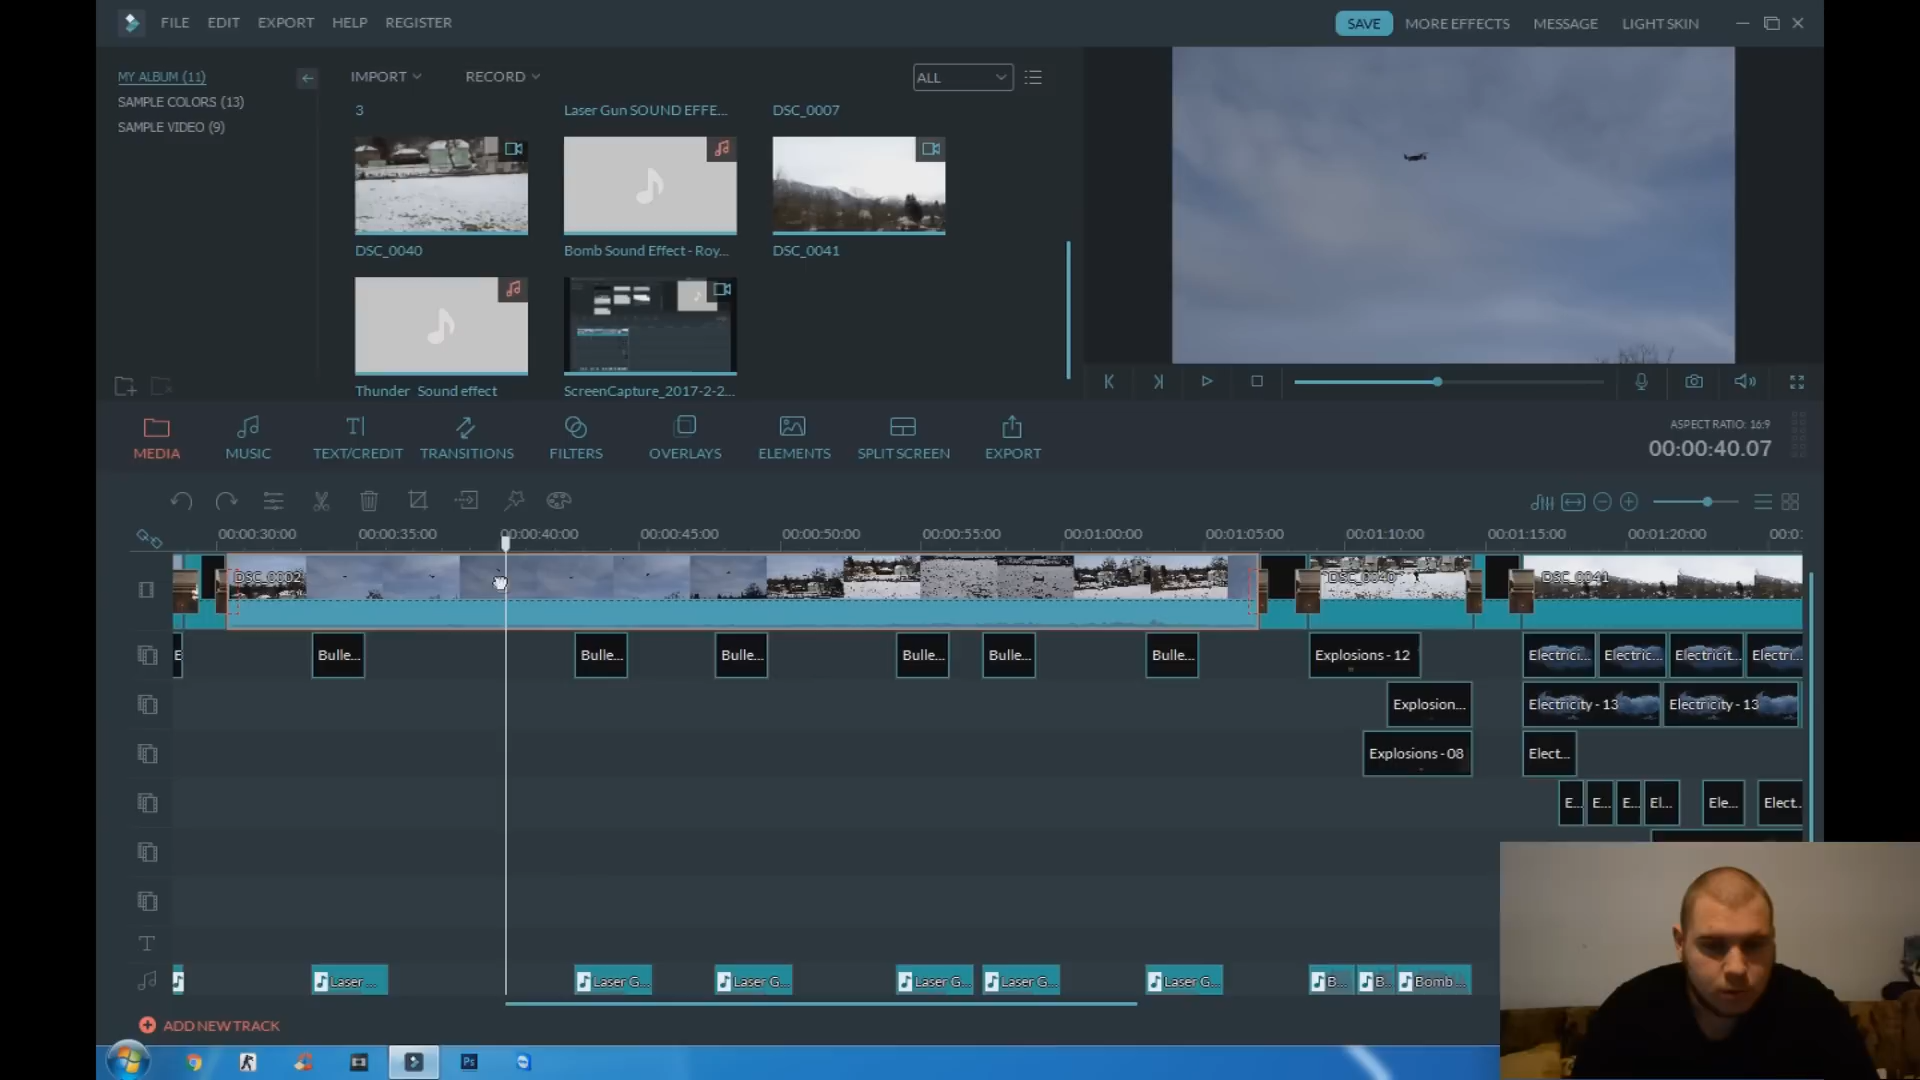 FILE EDIT EXPORT HELP REGISTER
SAVE MORE EFFECTS MESSAGE LIGHT SKIN
MY ALBUM (11)
SAMPLE COLORS (13)
SAMPLE VIDEO (9)
IMPORT RECORD ALL
3 Laser Gun SOUND EFFE... DSC_0007
DSC_0040 Bomb Sound Effect - Roy... DSC_0041
Thunder Sound effect ScreenCapture_2017-2-2...
MEDIA MUSIC TEXT/CREDIT TRANSITIONS FILTERS OVERLAYS ELEMENTS SPLIT SCREEN EXPORT
ASPECT RATIO: 16:9
00:00:40.07
00:00:30:00 00:00:35:00 00:00:40:00 00:00:45:00 00:00:50:00 00:00:55:00 00:01:00:00 00:01:05:00 00:01:10:00 00:01:15:00 00:01:20:00 00:0:
DSC_0002 DSC_0040 DSC_0041
E Bulle... Bulle... Bulle... Bulle... Bulle... Bulle... Explosions - 12 Electrici... Electric... Electricit... Electri...
Explosion... Electricity - 13 Electricity - 13
Explosions - 08 Elect...
E... E... E... El... Ele... Elect...
T
Laser ... Laser G... Laser G... Laser G... Laser G... Laser G... B... B... Bomb ...
ADD NEW TRACK
Ps